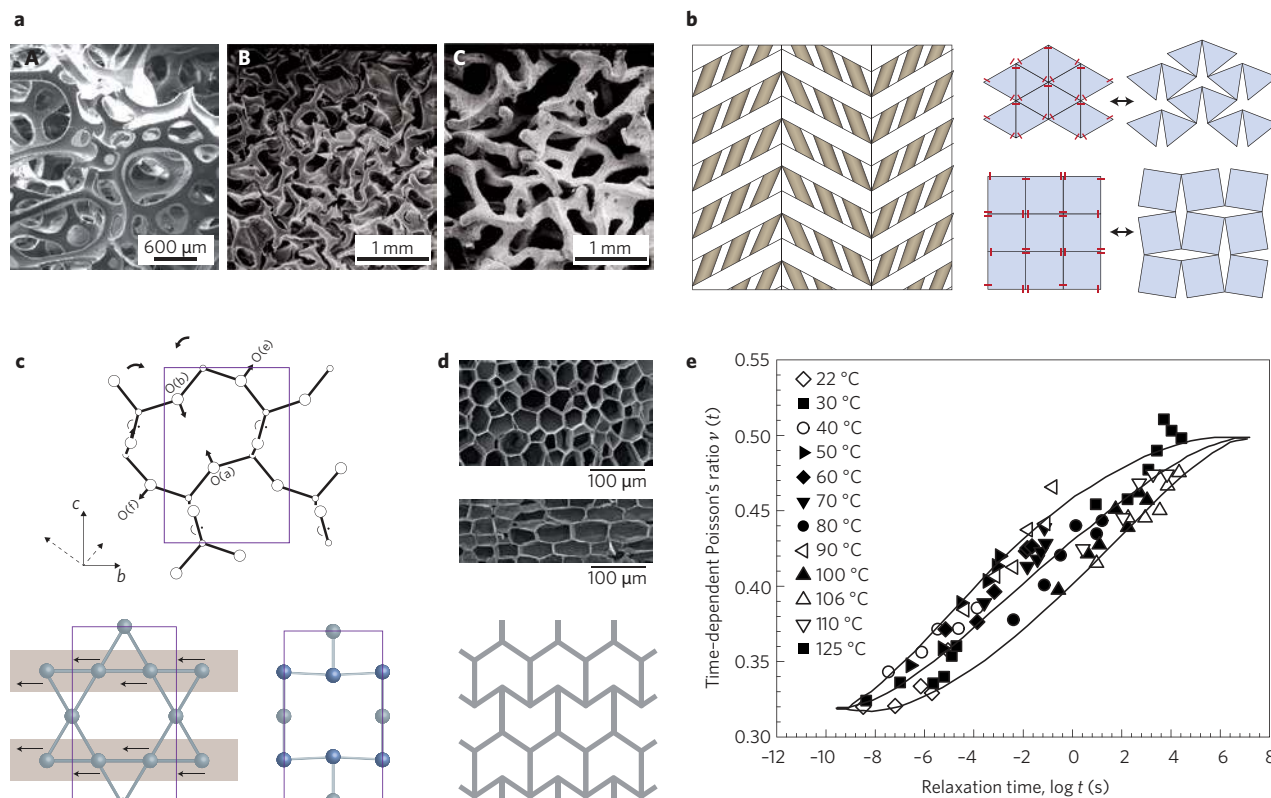 a
b
A
B
C
600 µm
1 mm
1 mm
c
d
e
O(e)
O(b)
O(a)
O(f)
c
b
100 µm
100 µm
Time-dependent Poisson's ratio ν (t)
0.55
0.50
0.45
0.40
0.35
0.30
22 °C
30 °C
40 °C
50 °C
60 °C
70 °C
80 °C
90 °C
100 °C
106 °C
110 °C
125 °C
−12 −10 −8 −6 −4 −2 0 2 4 6 8
Relaxation time, log t (s)